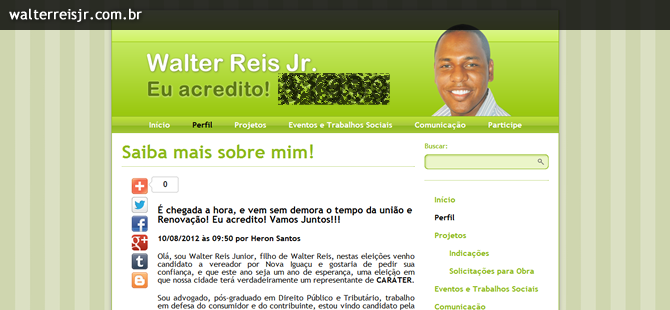 walterreisjr.com.br
Walter Reis Jr.
Eu acredito!
Início Perfil Projetos Eventos e Trabalhos Sociais Comunicação Participe
Saiba mais sobre mim!
0
É chegada a hora, e vem sem demora o tempo da união e
Renovação! Eu acredito! Vamos Juntos!!!
10/08/2012 às 09:50 por Heron Santos
Olá, sou Walter Reis Junior, filho de Walter Reis, nestas eleições venho
candidato a vereador por Nova Iguaçu e gostaria de pedir sua
confiança, e que este ano seja um ano de esperança, uma eleição em
que nossa cidade terá verdadeiramente um representante de CARÁTER.
Sou advogado, pós-graduado em Direito Público e Tributário, trabalho
em defesa do consumidor e do contribuinte, estou vindo candidato pela
Buscar:
Início
Perfil
Projetos
Indicações
Solicitações para Obra
Eventos e Trabalhos Sociais
Comunicação